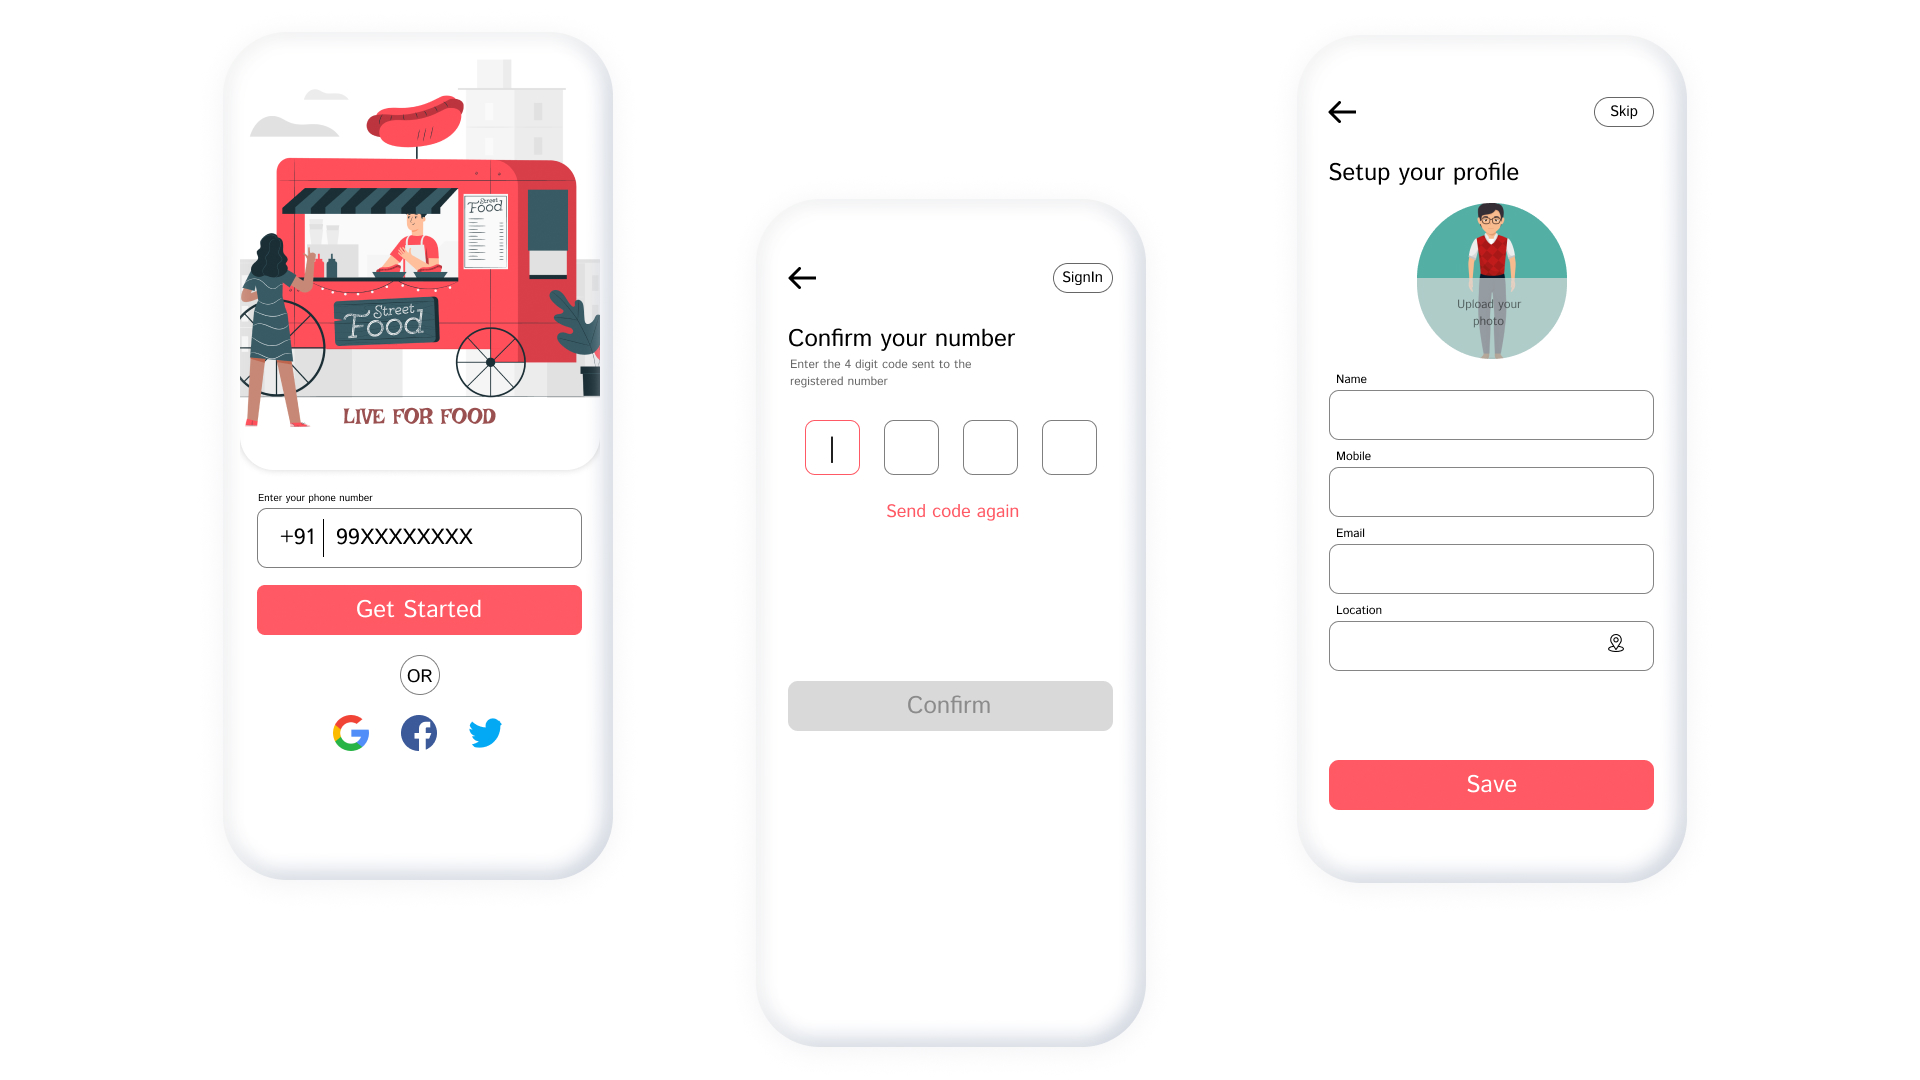 Street
Food
Street
Food
LIVE FOR FOOD
Enter your phone number
+91 99XXXXXXXX
Get Started
OR
SignIn
Confirm your number
Enter the 4 digit code sent to the
registered number
Send code again
Confirm
Skip
Setup your profile
Upload your
photo
Name
Mobile
Email
Location
Save